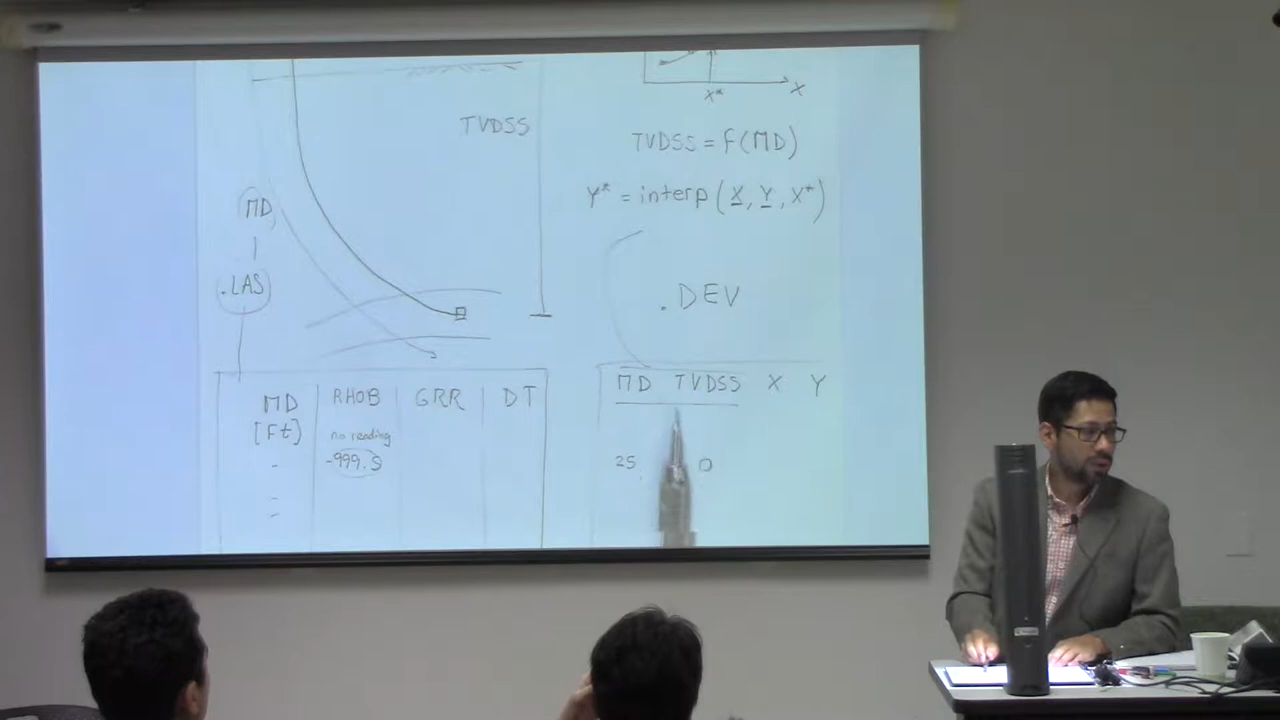 TVDSS
X*
X
TVDSS = F(MD)
Y* = interp(X, Y, X*)
MD
.LAS
.DEV
MD RHOB GRR DT
[Ft] no reading
- -999.9
-
-
MD TVDSS X Y
25 0